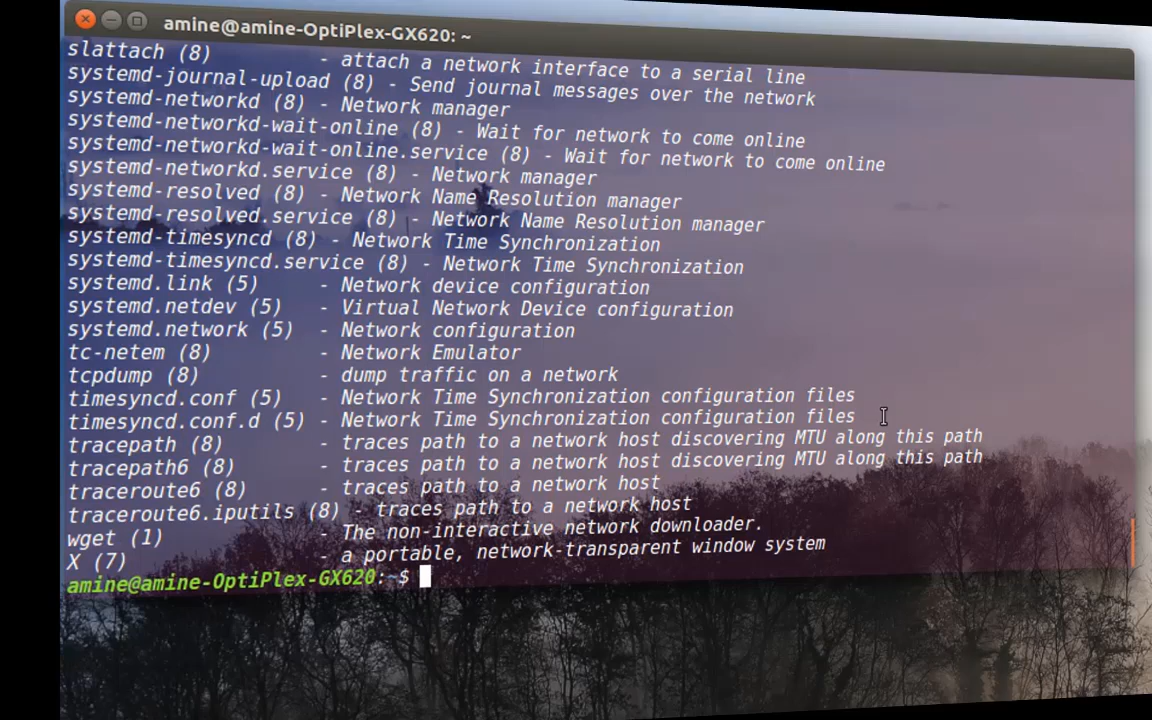 amine@amine-OptiPlex-GX620: ~
slattach (8) - attach a network interface to a serial line
systemd-journal-upload (8) - Send journal messages over the network
systemd-networkd (8) - Network manager
systemd-networkd-wait-online (8) - Wait for network to come online
systemd-networkd-wait-online.service (8) - Wait for network to come online
systemd-networkd.service (8) - Network manager
systemd-resolved (8) - Network Name Resolution manager
systemd-resolved.service (8) - Network Name Resolution manager
systemd-timesyncd (8) - Network Time Synchronization
systemd-timesyncd.service (8) - Network Time Synchronization
systemd.link (5) - Network device configuration
systemd.netdev (5) - Virtual Network Device configuration
systemd.network (5) - Network configuration
tc-netem (8) - Network Emulator
tcpdump (8) - dump traffic on a network
timesyncd.conf (5) - Network Time Synchronization configuration files
timesyncd.conf.d (5) - Network Time Synchronization configuration files
tracepath (8) - traces path to a network host discovering MTU along this path
tracepath6 (8) - traces path to a network host discovering MTU along this path
traceroute6 (8) - traces path to a network host
traceroute6.iputils (8) - traces path to a network host
wget (1) - The non-interactive network downloader.
X (7) - a portable, network-transparent window system
amine@amine-OptiPlex-GX620:~$